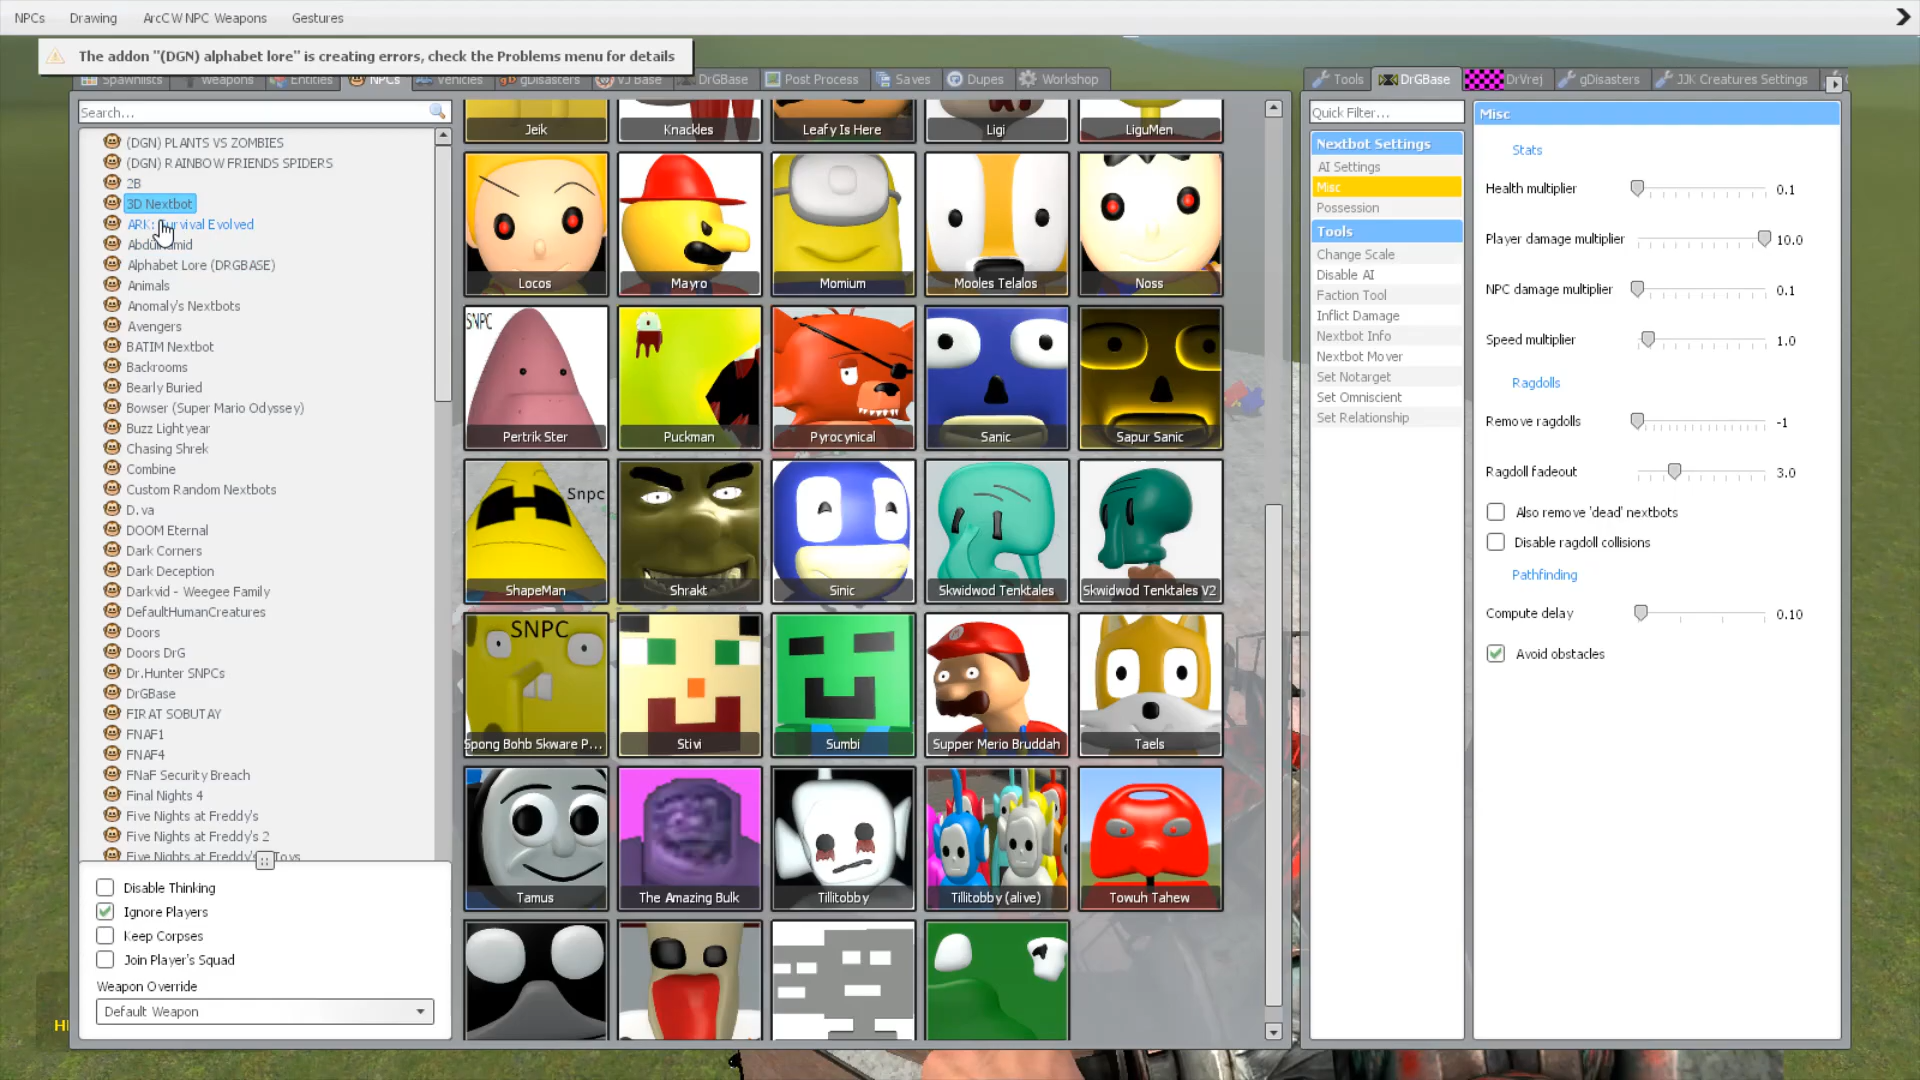 NPCs Drawing ArcCW NPC Weapons Gestures
The addon "(DGN) alphabet lore" is creating errors, check the Problems menu for details
Spawnlists Weapons Entities NPCs Vehicles gDisasters VJ Base DrGBase Post Process Saves Dupes Workshop
Tools DrGBase DrVrej gDisasters JJK Creatures Settings
Search...
(DGN) PLANTS VS ZOMBIES
(DGN) RAINBOW FRIENDS SPIDERS
2B
3D Nextbot
ARK: Survival Evolved
Abdulhamid
Alphabet Lore (DRGBASE)
Animals
Anomaly's Nextbots
Avengers
BATIM Nextbot
Backrooms
Bearly Buried
Bowser (Super Mario Odyssey)
Buzz Lightyear
Chasing Shrek
Combine
Custom Random Nextbots
D.va
DOOM Eternal
Dark Corners
Dark Deception
Darkvid - Weegee Family
DefaultHumanCreatures
Doors
Doors DrG
Dr.Hunter SNPCs
DrGBase
FIRAT SOBUTAY
FNAF1
FNAF4
FNaF Security Breach
Final Nights 4
Five Nights at Freddy's
Five Nights at Freddy's 2
Five Nights at Freddy's Toys
Disable Thinking
Ignore Players
Keep Corpses
Join Player's Squad
Weapon Override
Default Weapon
Jeik Knackles Leafy Is Here Ligi LiguMen
Locos Mayro Momium Mooles Telalos Noss
SNPC
Pertrik Ster Puckman Pyrocynical Sanic Sapur Sanic
Snpc
ShapeMan Shrakt Sinic Skwidwod Tenktales Skwidwod Tenktales V2
SNPC
Spong Bohb Skware P... Stivi Sumbi Supper Merio Bruddah Taels
Tamus The Amazing Bulk Tillitobby Tillitobby (alive) Towuh Tahew
Quick Filter...
Nextbot Settings
AI Settings
Misc
Possession
Tools
Change Scale
Disable AI
Faction Tool
Inflict Damage
Nextbot Info
Nextbot Mover
Set Notarget
Set Omniscient
Set Relationship
Misc
Stats
Health multiplier 0.1
Player damage multiplier 10.0
NPC damage multiplier 0.1
Speed multiplier 1.0
Ragdolls
Remove ragdolls -1
Ragdoll fadeout 3.0
Also remove 'dead' nextbots
Disable ragdoll collisions
Pathfinding
Compute delay 0.10
Avoid obstacles